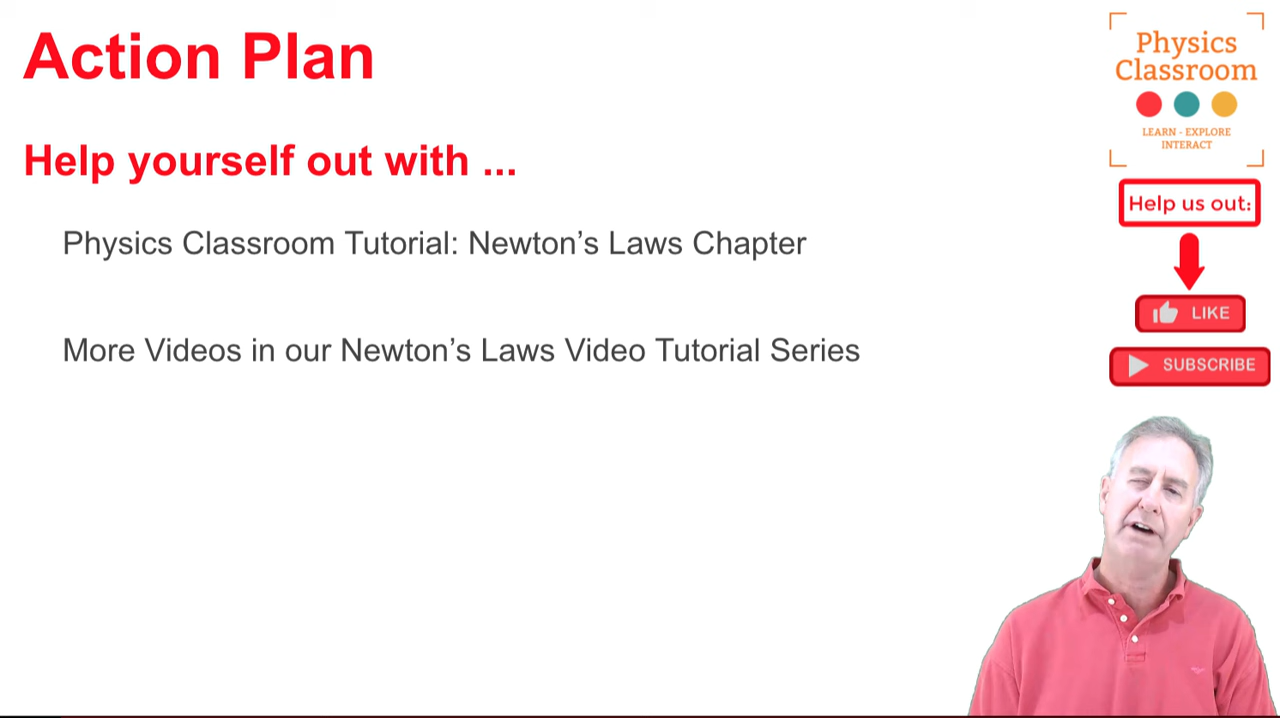 Action Plan
Help yourself out with ...
Physics Classroom Tutorial: Newton’s Laws Chapter
More Videos in our Newton’s Laws Video Tutorial Series
Physics
Classroom
LEARN - EXPLORE
INTERACT
Help us out:
LIKE
SUBSCRIBE